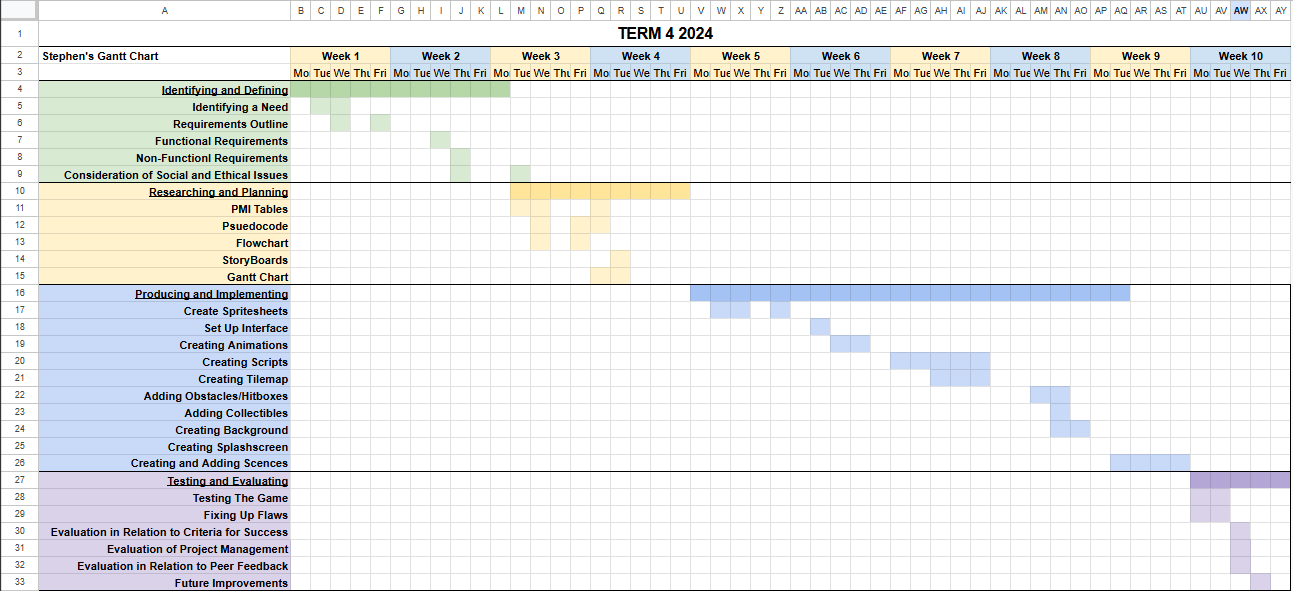 A B C D E F G H I J K L M N O P Q R S T U V W X Y Z AA AB AC AD AE AF AG AH AI AJ AK AL AM AN AO AP AQ AR AS AT AU AV AW AX AY
1 TERM 4 2024
2 Stephen's Gantt Chart Week 1 Week 2 Week 3 Week 4 Week 5 Week 6 Week 7 Week 8 Week 9 Week 10
3 Mo Tue We Thu Fri Mo Tue We Thu Fri Mo Tue We Thu Fri Mo Tue We Thu Fri Mo Tue We Thu Fri Mo Tue We Thu Fri Mo Tue We Thu Fri Mo Tue We Thu Fri Mo Tue We Thu Fri Mo Tue We Thu Fri
4 Identifying and Defining
5 Identifying a Need
6 Requirements Outline
7 Functional Requirements
8 Non-Functionl Requirements
9 Consideration of Social and Ethical Issues
10 Researching and Planning
11 PMI Tables
12 Psuedocode
13 Flowchart
14 StoryBoards
15 Gantt Chart
16 Producing and Implementing
17 Create Spritesheets
18 Set Up Interface
19 Creating Animations
20 Creating Scripts
21 Creating Tilemap
22 Adding Obstacles/Hitboxes
23 Adding Collectibles
24 Creating Background
25 Creating Splashscreen
26 Creating and Adding Scences
27 Testing and Evaluating
28 Testing The Game
29 Fixing Up Flaws
30 Evaluation in Relation to Criteria for Success
31 Evaluation of Project Management
32 Evaluation in Relation to Peer Feedback
33 Future Improvements